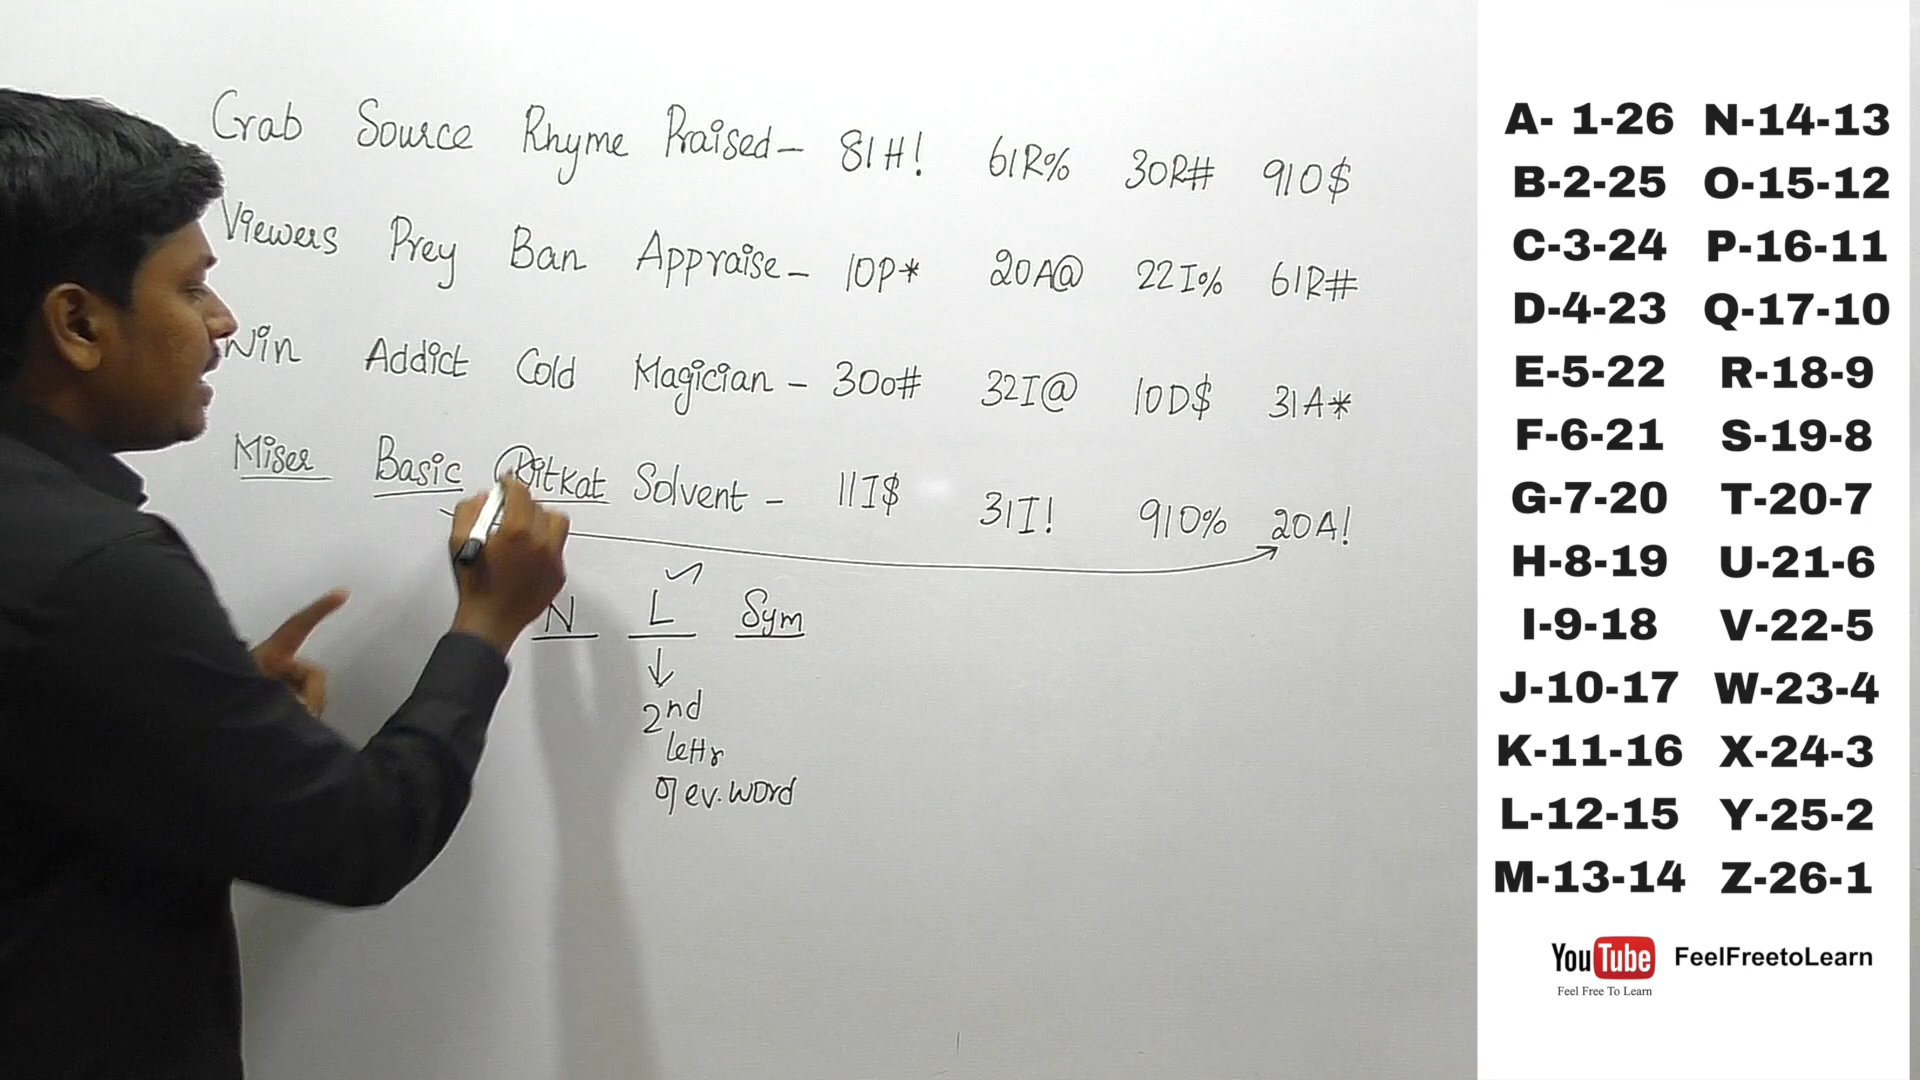 Crab Source Rhyme Praised - 81H! 61R% 30R# 910$
Viewers Prey Ban Appraise - 10P* 20A@ 22I% 61R#
Win Addict Cold Magician - 30o# 32I@ 10D$ 31A*
Miser Basic Kitkat Solvent - 11I$ 31I! 910% 20A!
N L Sym
2nd
lettr
of ev. word
A- 1-26 N-14-13
B-2-25 O-15-12
C-3-24 P-16-11
D-4-23 Q-17-10
E-5-22 R-18-9
F-6-21 S-19-8
G-7-20 T-20-7
H-8-19 U-21-6
I-9-18 V-22-5
J-10-17 W-23-4
K-11-16 X-24-3
L-12-15 Y-25-2
M-13-14 Z-26-1
YouTube FeelFreetoLearn
Feel Free To Learn